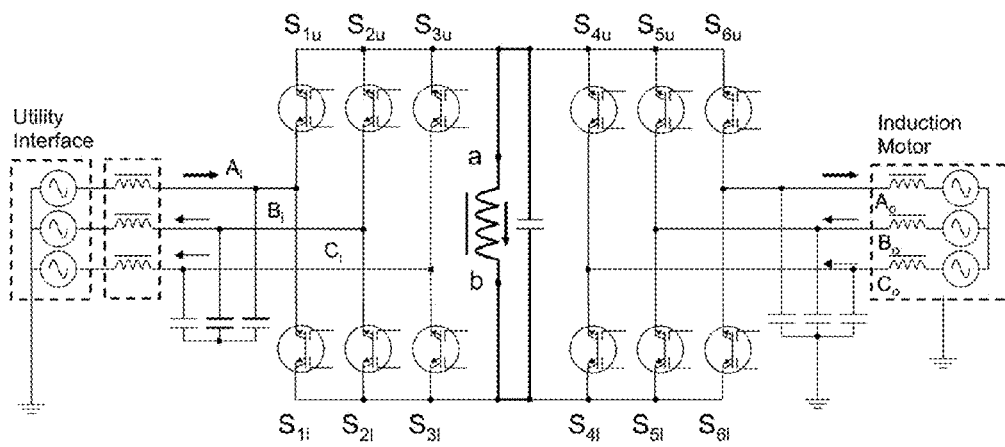 S1u S2u S3u S4u S5u S6u
Utility
Interface
Induction
Motor
a
Ai
Bi
Ci
b
Ao
Bo
Co
S1l S2l S3l S4l S5l S6l